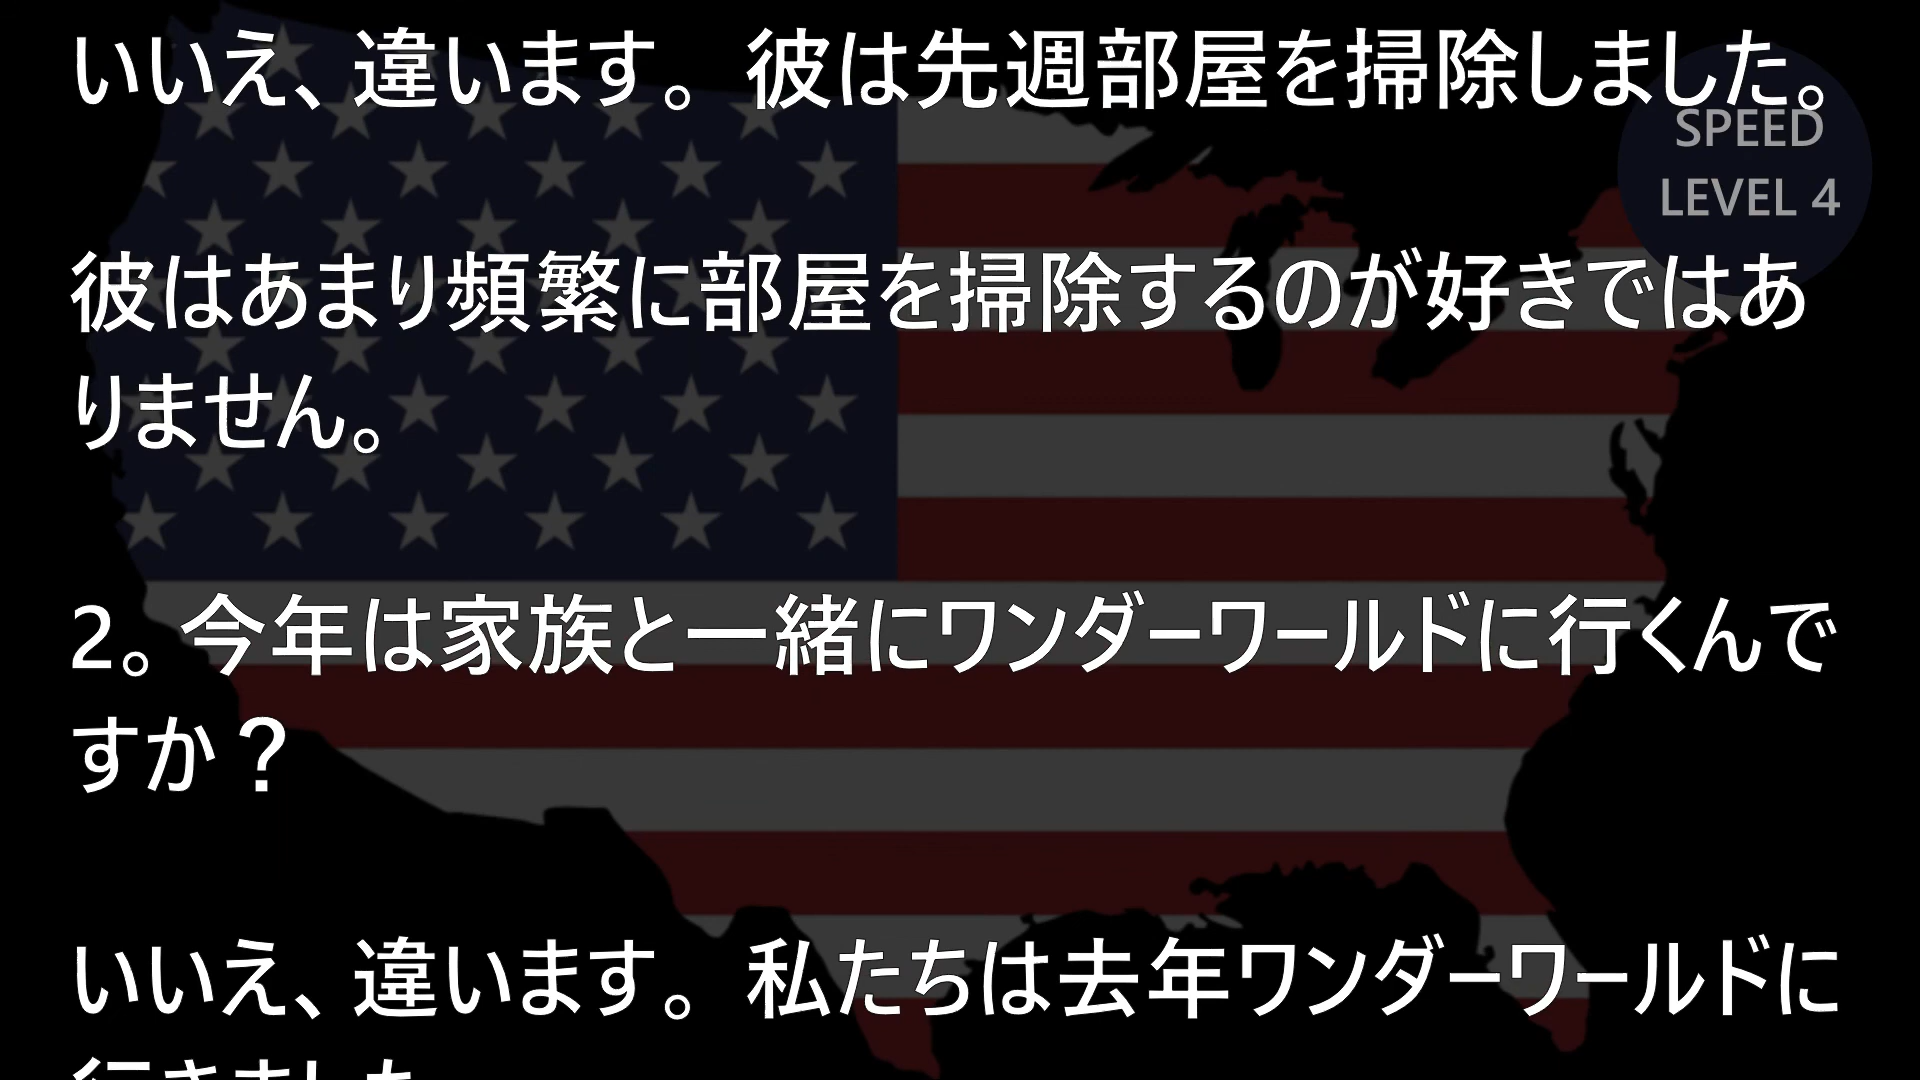 いいえ、違います。彼は先週部屋を掃除しました。
SPEED
LEVEL 4
彼はあまり頻繁に部屋を掃除するのが好きではあ
りません。
2。今年は家族と一緒にワンダーワールドに行くんで
すか？
いいえ、違います。私たちは去年ワンダーワールドに
行きました